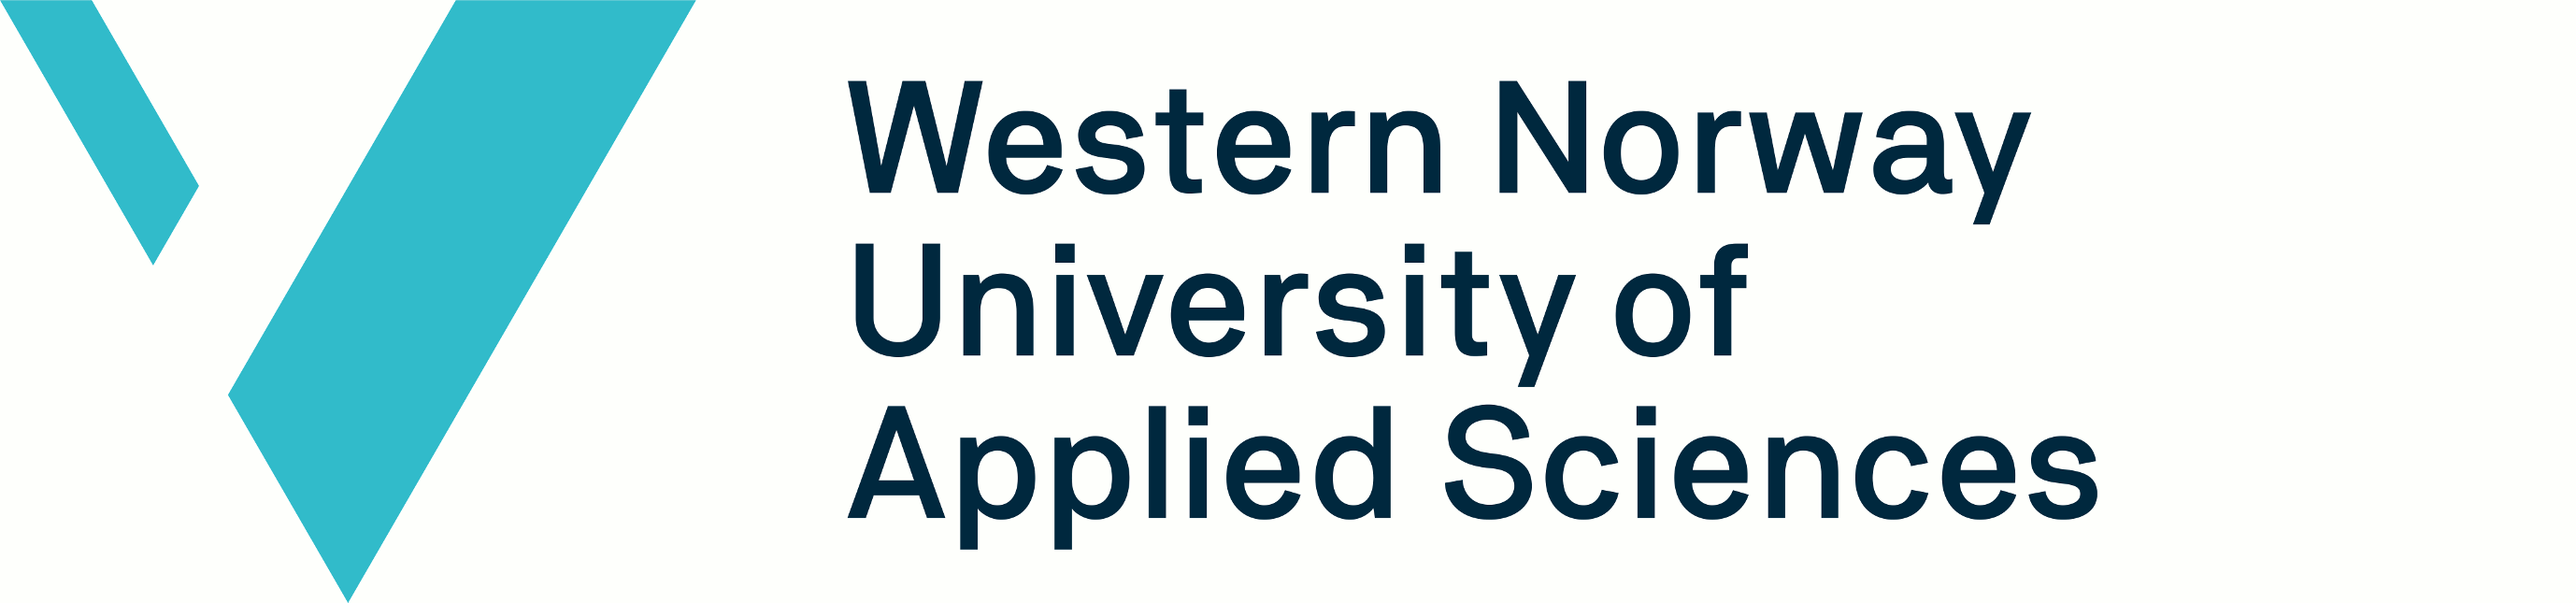 Western Norway
University of
Applied Sciences